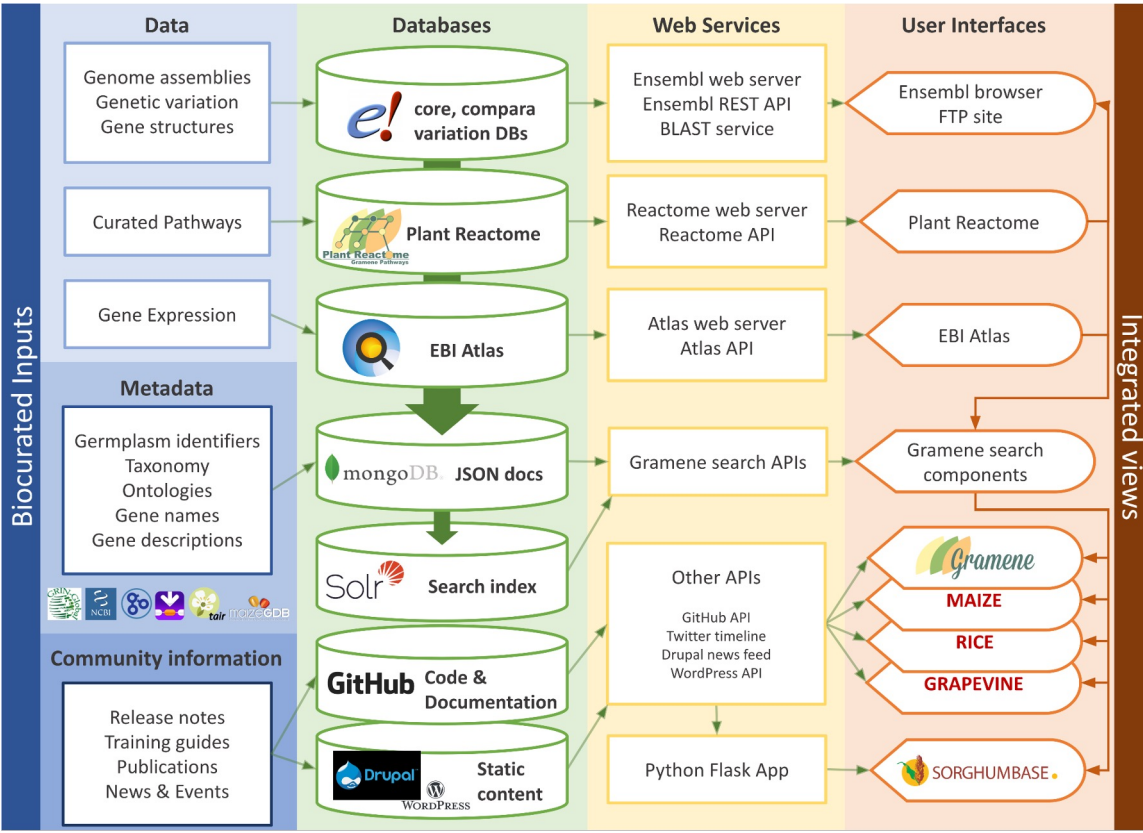 Biocurated Inputs
Data
Genome assemblies
Genetic variation
Gene structures
Curated Pathways
Gene Expression
Metadata
Germplasm identifiers
Taxonomy
Ontologies
Gene names
Gene descriptions
GRIN-Global
NCBI
tair
maizeGDB
Community information
Release notes
Training guides
Publications
News & Events
Databases
e!
core, compara
variation DBs
Plant Reactome
Gramene Pathways
Plant Reactome
EBI Atlas
mongoDB
JSON docs
Solr
Search index
GitHub
Code &
Documentation
Drupal
WORDPRESS
Static
content
Web Services
Ensembl web server
Ensembl REST API
BLAST service
Reactome web server
Reactome API
Atlas web server
Atlas API
Gramene search APIs
Other APIs
GitHub API
Twitter timeline
Drupal news feed
WordPress API
Python Flask App
User Interfaces
Ensembl browser
FTP site
Plant Reactome
EBI Atlas
Gramene search
components
Gramene
MAIZE
RICE
GRAPEVINE
SORGHUMBASE
Integrated views